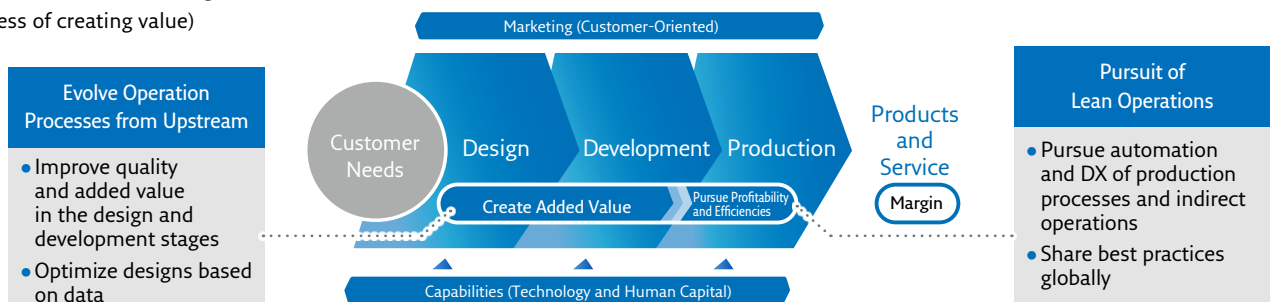 ess of creating value)
Marketing (Customer-Oriented)
Evolve Operation
Processes from Upstream
• Improve quality
and added value
in the design and
development stages
• Optimize designs based
on data
Customer
Needs
Design
Development
Production
Create Added Value
Pursue Profitability
and Efficiencies
Products
and
Service
Margin
Capabilities (Technology and Human Capital)
Pursuit of
Lean Operations
• Pursue automation
and DX of production
processes and indirect
operations
• Share best practices
globally